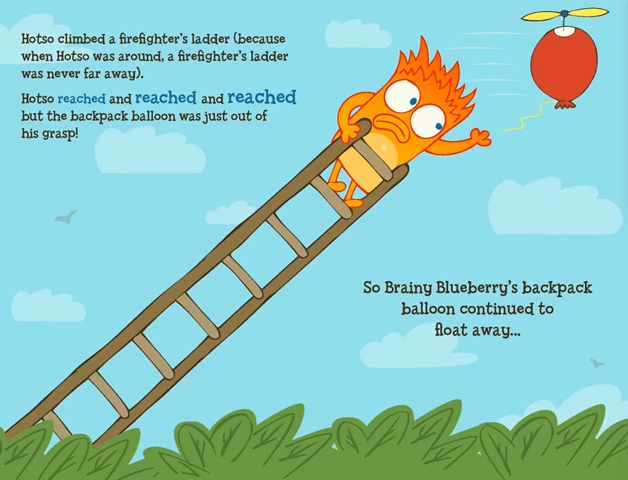 Hotso climbed a firefighter's ladder (because
when Hotso was around, a firefighter's ladder
was never far away).
Hotso reached and reached and reached
but the backpack balloon was just out of
his grasp!
So Brainy Blueberry's backpack
balloon continued to
float away...